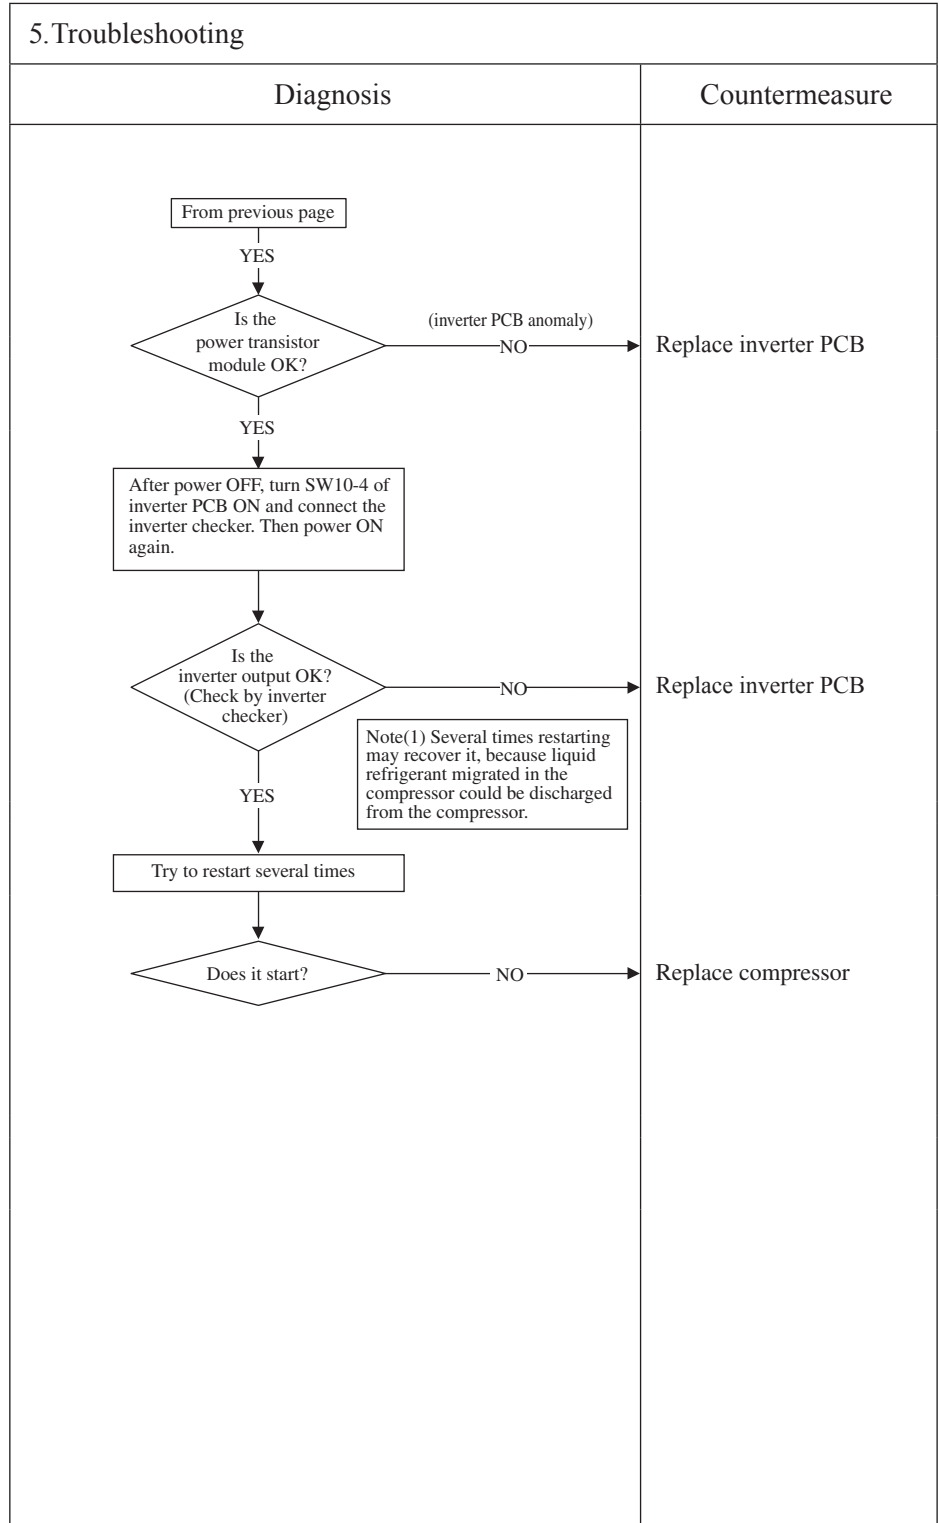 5.Troubleshooting
Diagnosis
Countermeasure
From previous page
YES
Is the
power transistor
module OK?
(inverter PCB anomaly)
NO
Replace inverter PCB
YES
After power OFF, turn SW10-4 of
inverter PCB ON and connect the
inverter checker. Then power ON
again.
Is the
inverter output OK?
(Check by inverter
checker)
NO
Replace inverter PCB
Note(1) Several times restarting
may recover it, because liquid
refrigerant migrated in the
compressor could be discharged
from the compressor.
YES
Try to restart several times
Does it start?
NO
Replace compressor